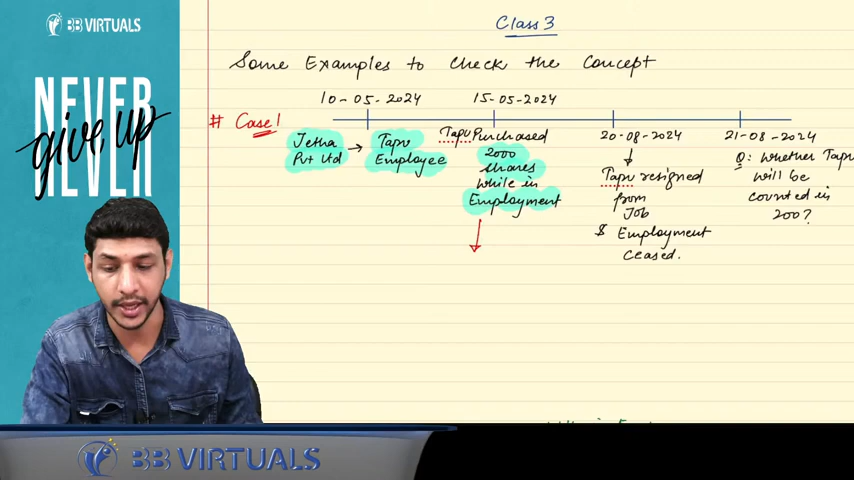 BB VIRTUALS
NEVER
give up
NEVER
Class 3
Some Examples to Check the Concept
10-05-2024
15-05-2024
# Case 1
Jetha
Pvt Ltd
→
Tapu
Employee
Tapu Purchased
2000
shares
while in
Employment
20-08-2024
Tapu resigned
from
Job
$ Employment
ceased.
21-08-2024
Q: Whether Tapu
will be
counted in
200?
BB VIRTUALS